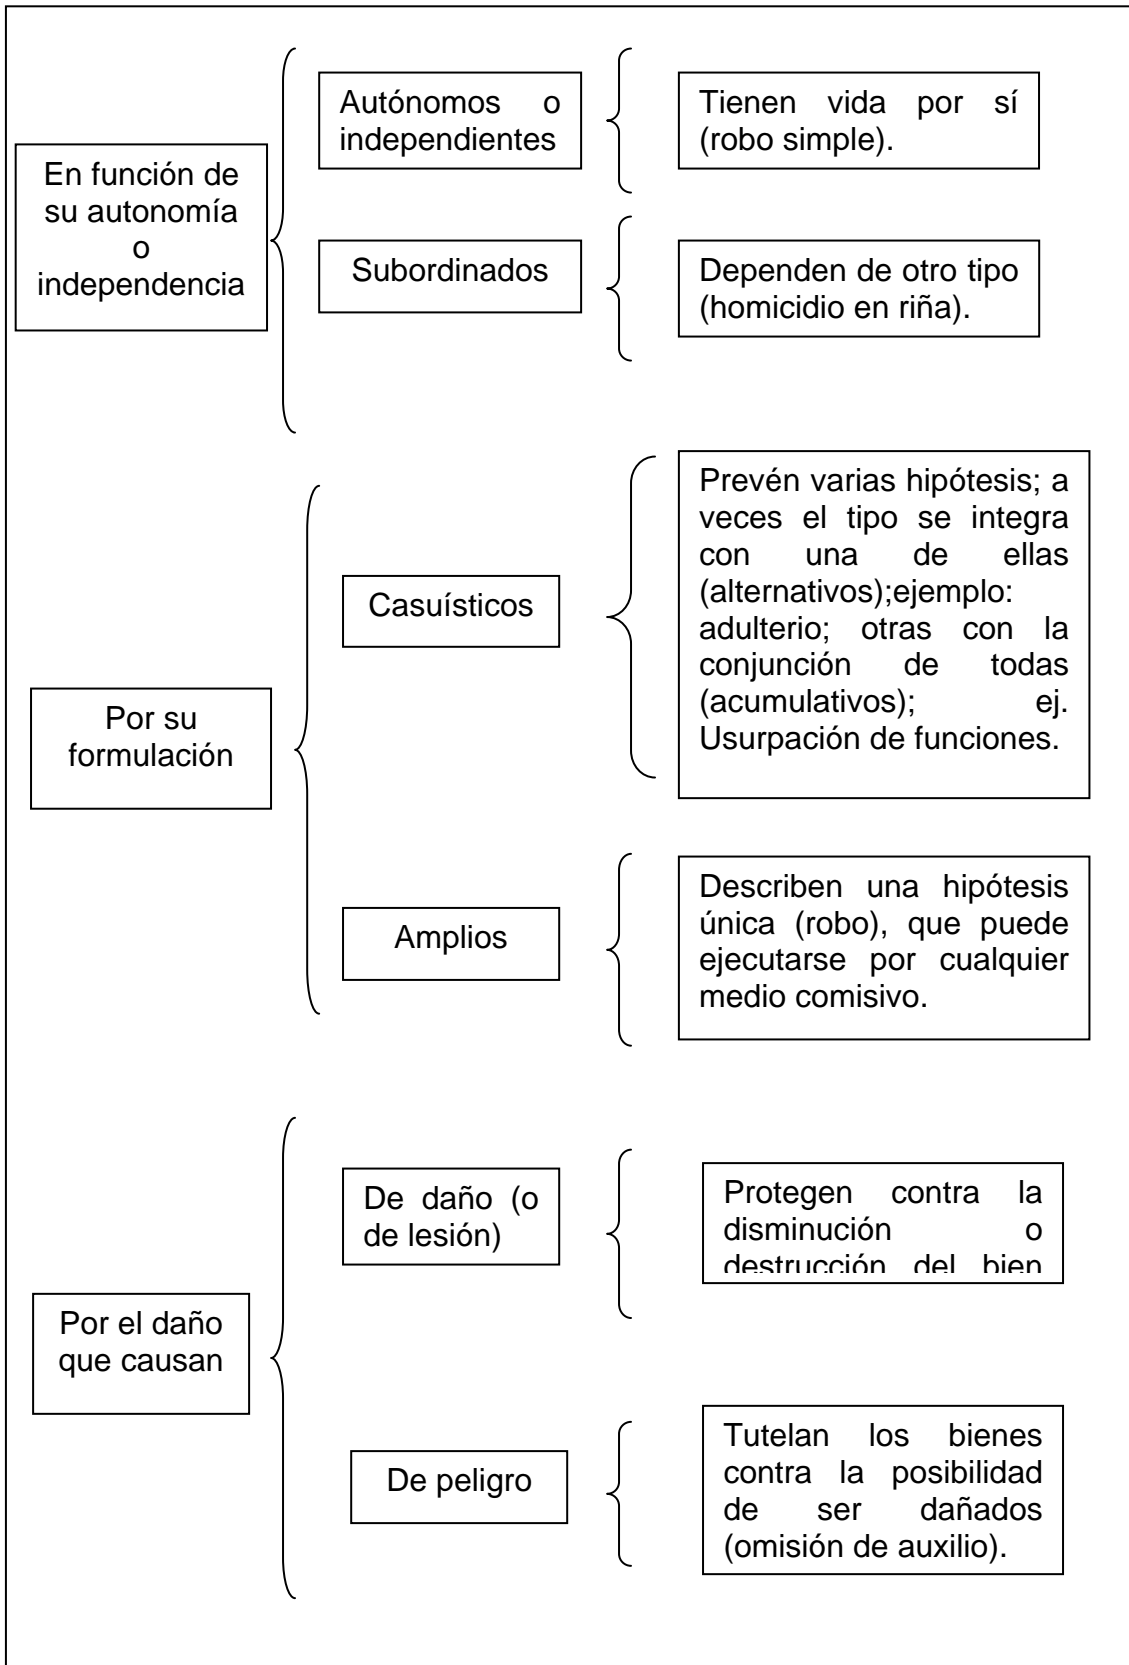 En función de
su autonomía
o
independencia
Autónomos o
independientes
Tienen vida por sí
(robo simple).
Subordinados
Dependen de otro tipo
(homicidio en riña).
Por su
formulación
Casuísticos
Prevén varias hipótesis; a
veces el tipo se integra
con una de ellas
(alternativos);ejemplo:
adulterio; otras con la
conjunción de todas
(acumulativos); ej.
Usurpación de funciones.
Amplios
Describen una hipótesis
única (robo), que puede
ejecutarse por cualquier
medio comisivo.
Por el daño
que causan
De daño (o
de lesión)
Protegen contra la
disminución o
destrucción del bien
De peligro
Tutelan los bienes
contra la posibilidad
de ser dañados
(omisión de auxilio).